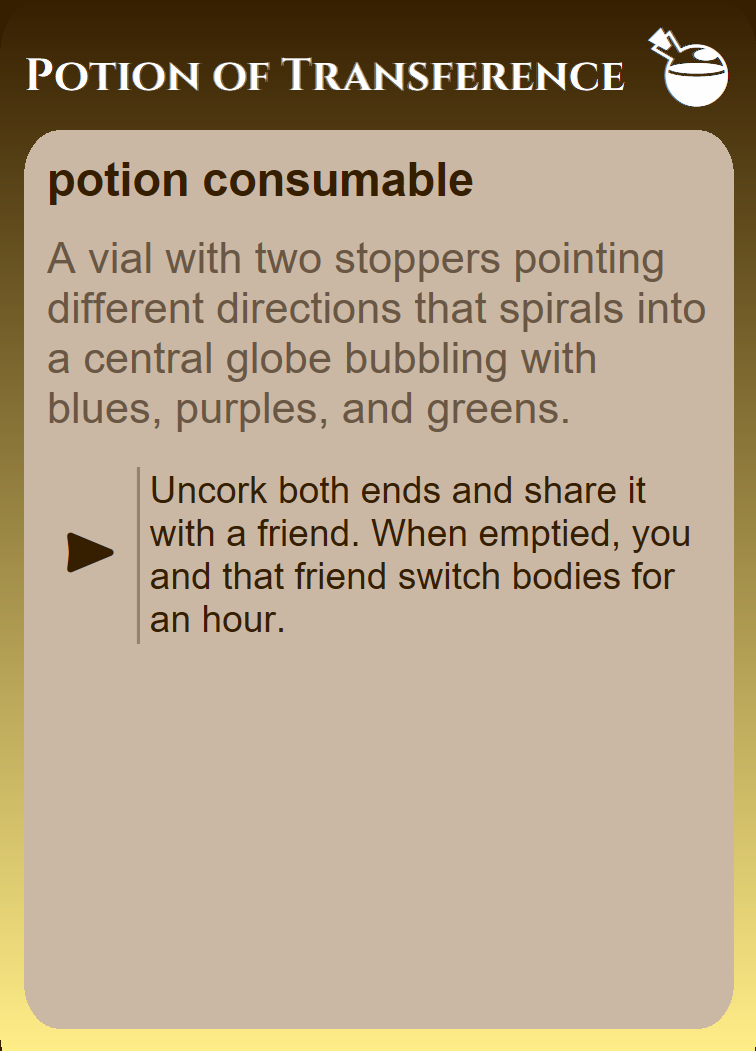 Potion of Transference
potion consumable
A vial with two stoppers pointing
different directions that spirals into
a central globe bubbling with
blues, purples, and greens.
Uncork both ends and share it
with a friend. When emptied, you
and that friend switch bodies for
an hour.